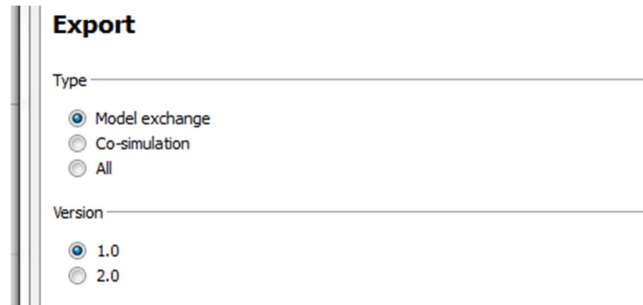 Export
Type
Model exchange
Co-simulation
All
Version
1.0
2.0